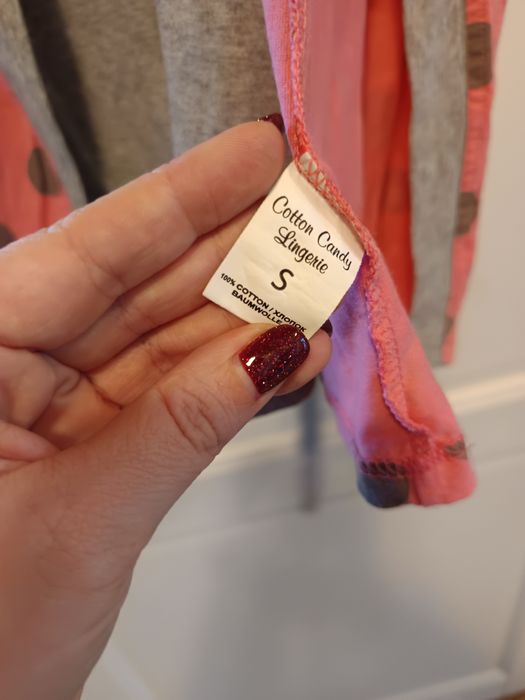 Cotton Candy
Lingerie
S
100% COTTON / ХЛОПОК
BAUMWOLLE